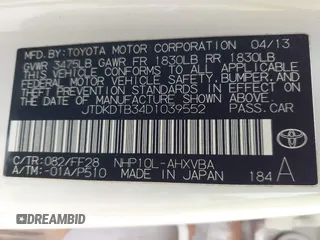 MFD.BY:TOYOTA MOTOR CORPORATION 04/13
GVWR 3475LB GAWR FR 1830LB RR 1830LB
THIS VEHICLE CONFORMS TO ALL APPLICABLE FEDERAL
MOTOR VEHICLE SAFETY, BUMPER, AND THEFT PREVENTION
STANDARDS IN EFFECT ON THE DATE OF MANUFACTURE SHOWN ABOVE.
JTDKDTB34D1039552 PASS.CAR
C/TR:082/FF28 NHP10L-AHXVBA
A/TM:-01A/P510 MADE IN JAPAN 184 A
TOYOTA
DREAMBID